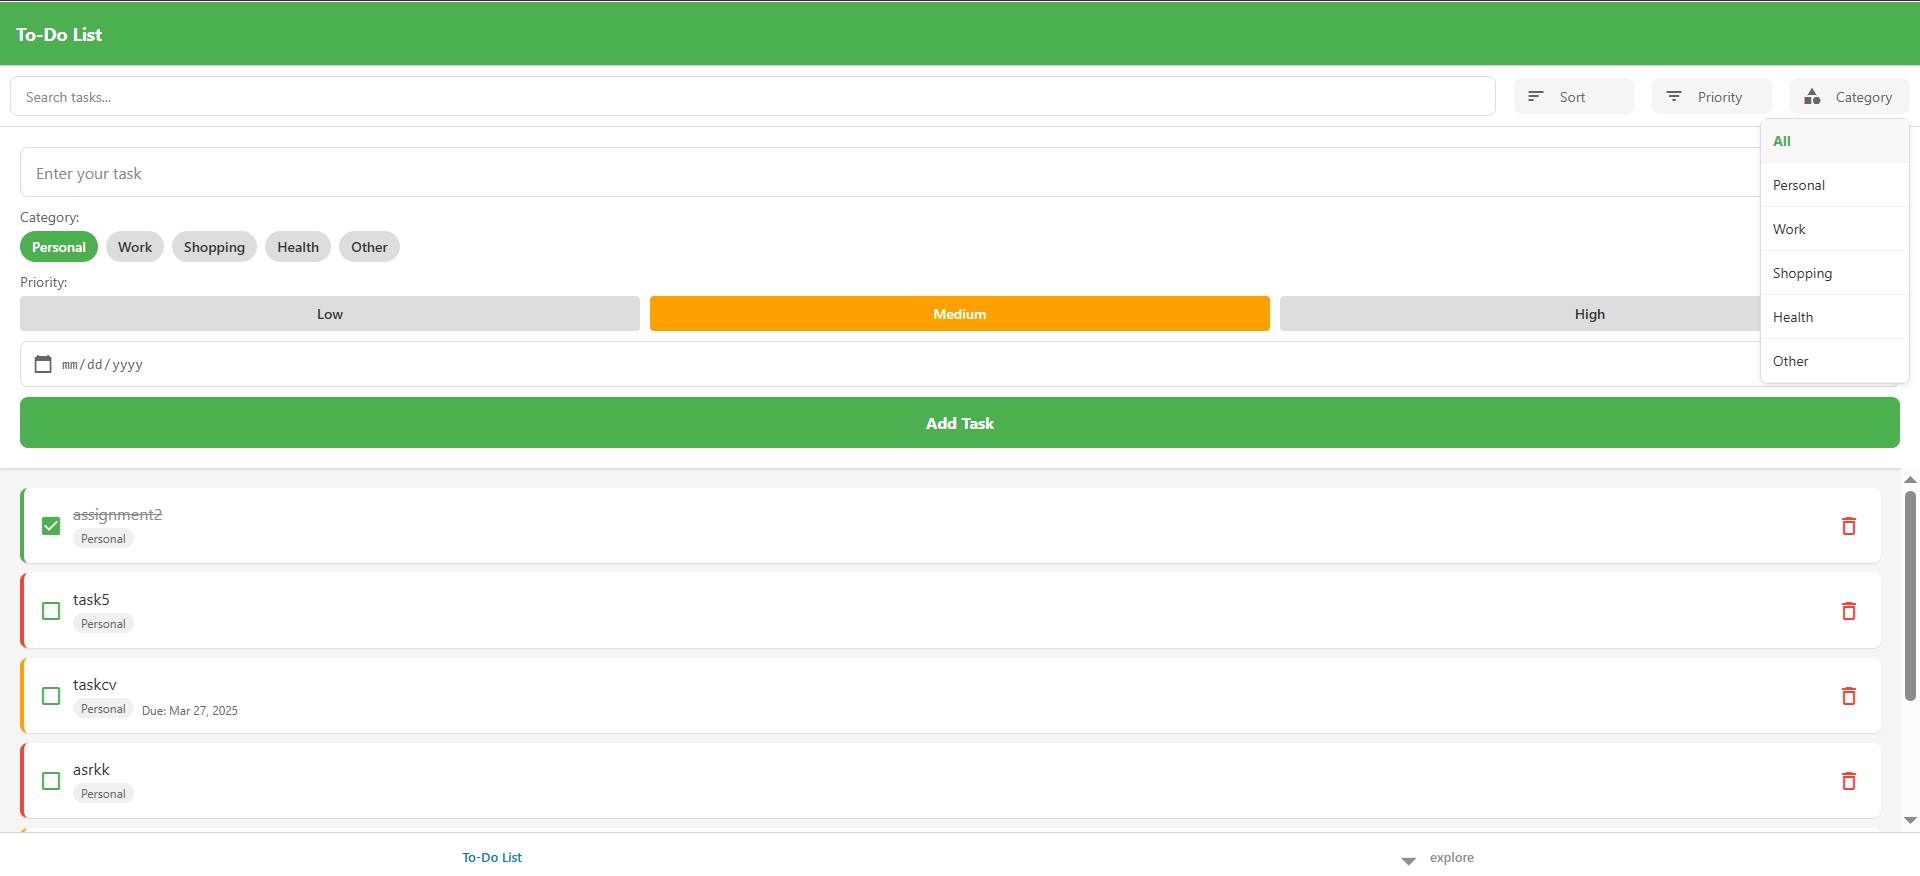 To-Do List
Search tasks...
Sort
Priority
Category
All
Personal
Work
Shopping
Health
Other
Enter your task
Category:
Personal Work Shopping Health Other
Priority:
Low Medium High
mm/dd/yyyy
Add Task
assignment2
Personal
task5
Personal
taskcv
Personal Due: Mar 27, 2025
asrkk
Personal
To-Do List
explore